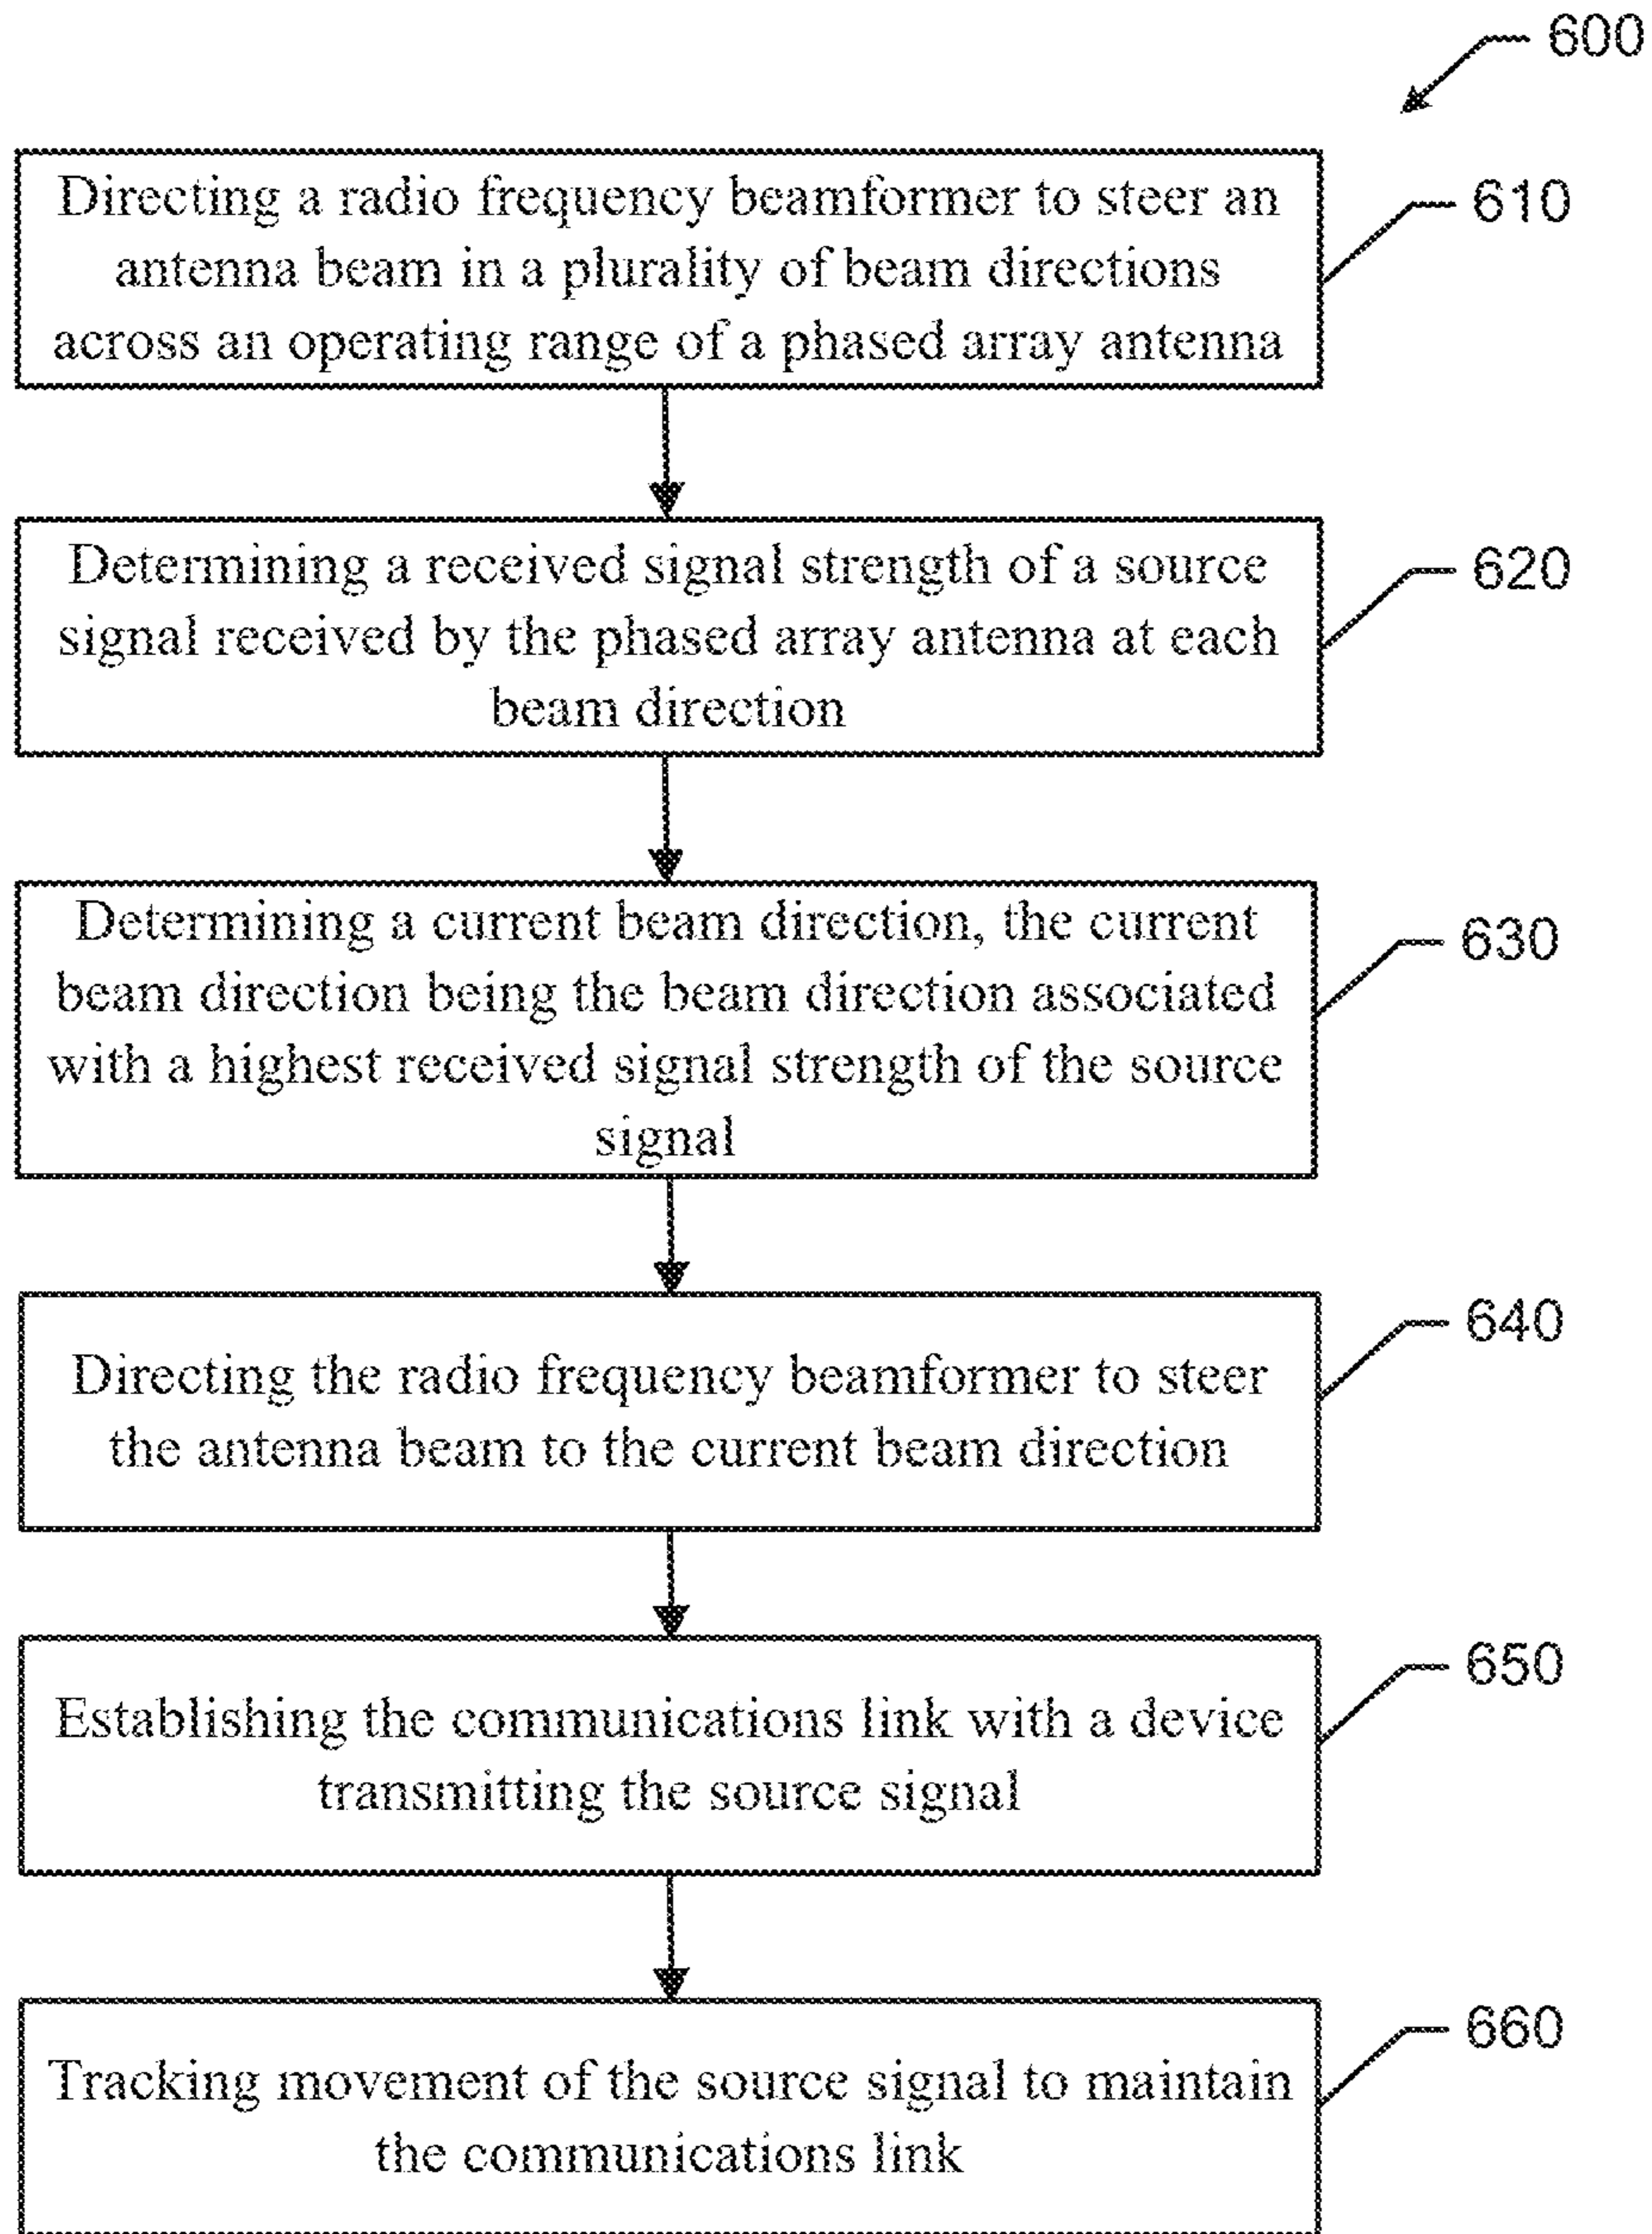 600
Directing a radio frequency beamformer to steer an
antenna beam in a plurality of beam directions
across an operating range of a phased array antenna
610
Determining a received signal strength of a source
signal received by the phased array antenna at each
beam direction
620
Determining a current beam direction, the current
beam direction being the beam direction associated
with a highest received signal strength of the source
signal
630
Directing the radio frequency beamformer to steer
the antenna beam to the current beam direction
640
Establishing the communications link with a device
transmitting the source signal
650
Tracking movement of the source signal to maintain
the communications link
660